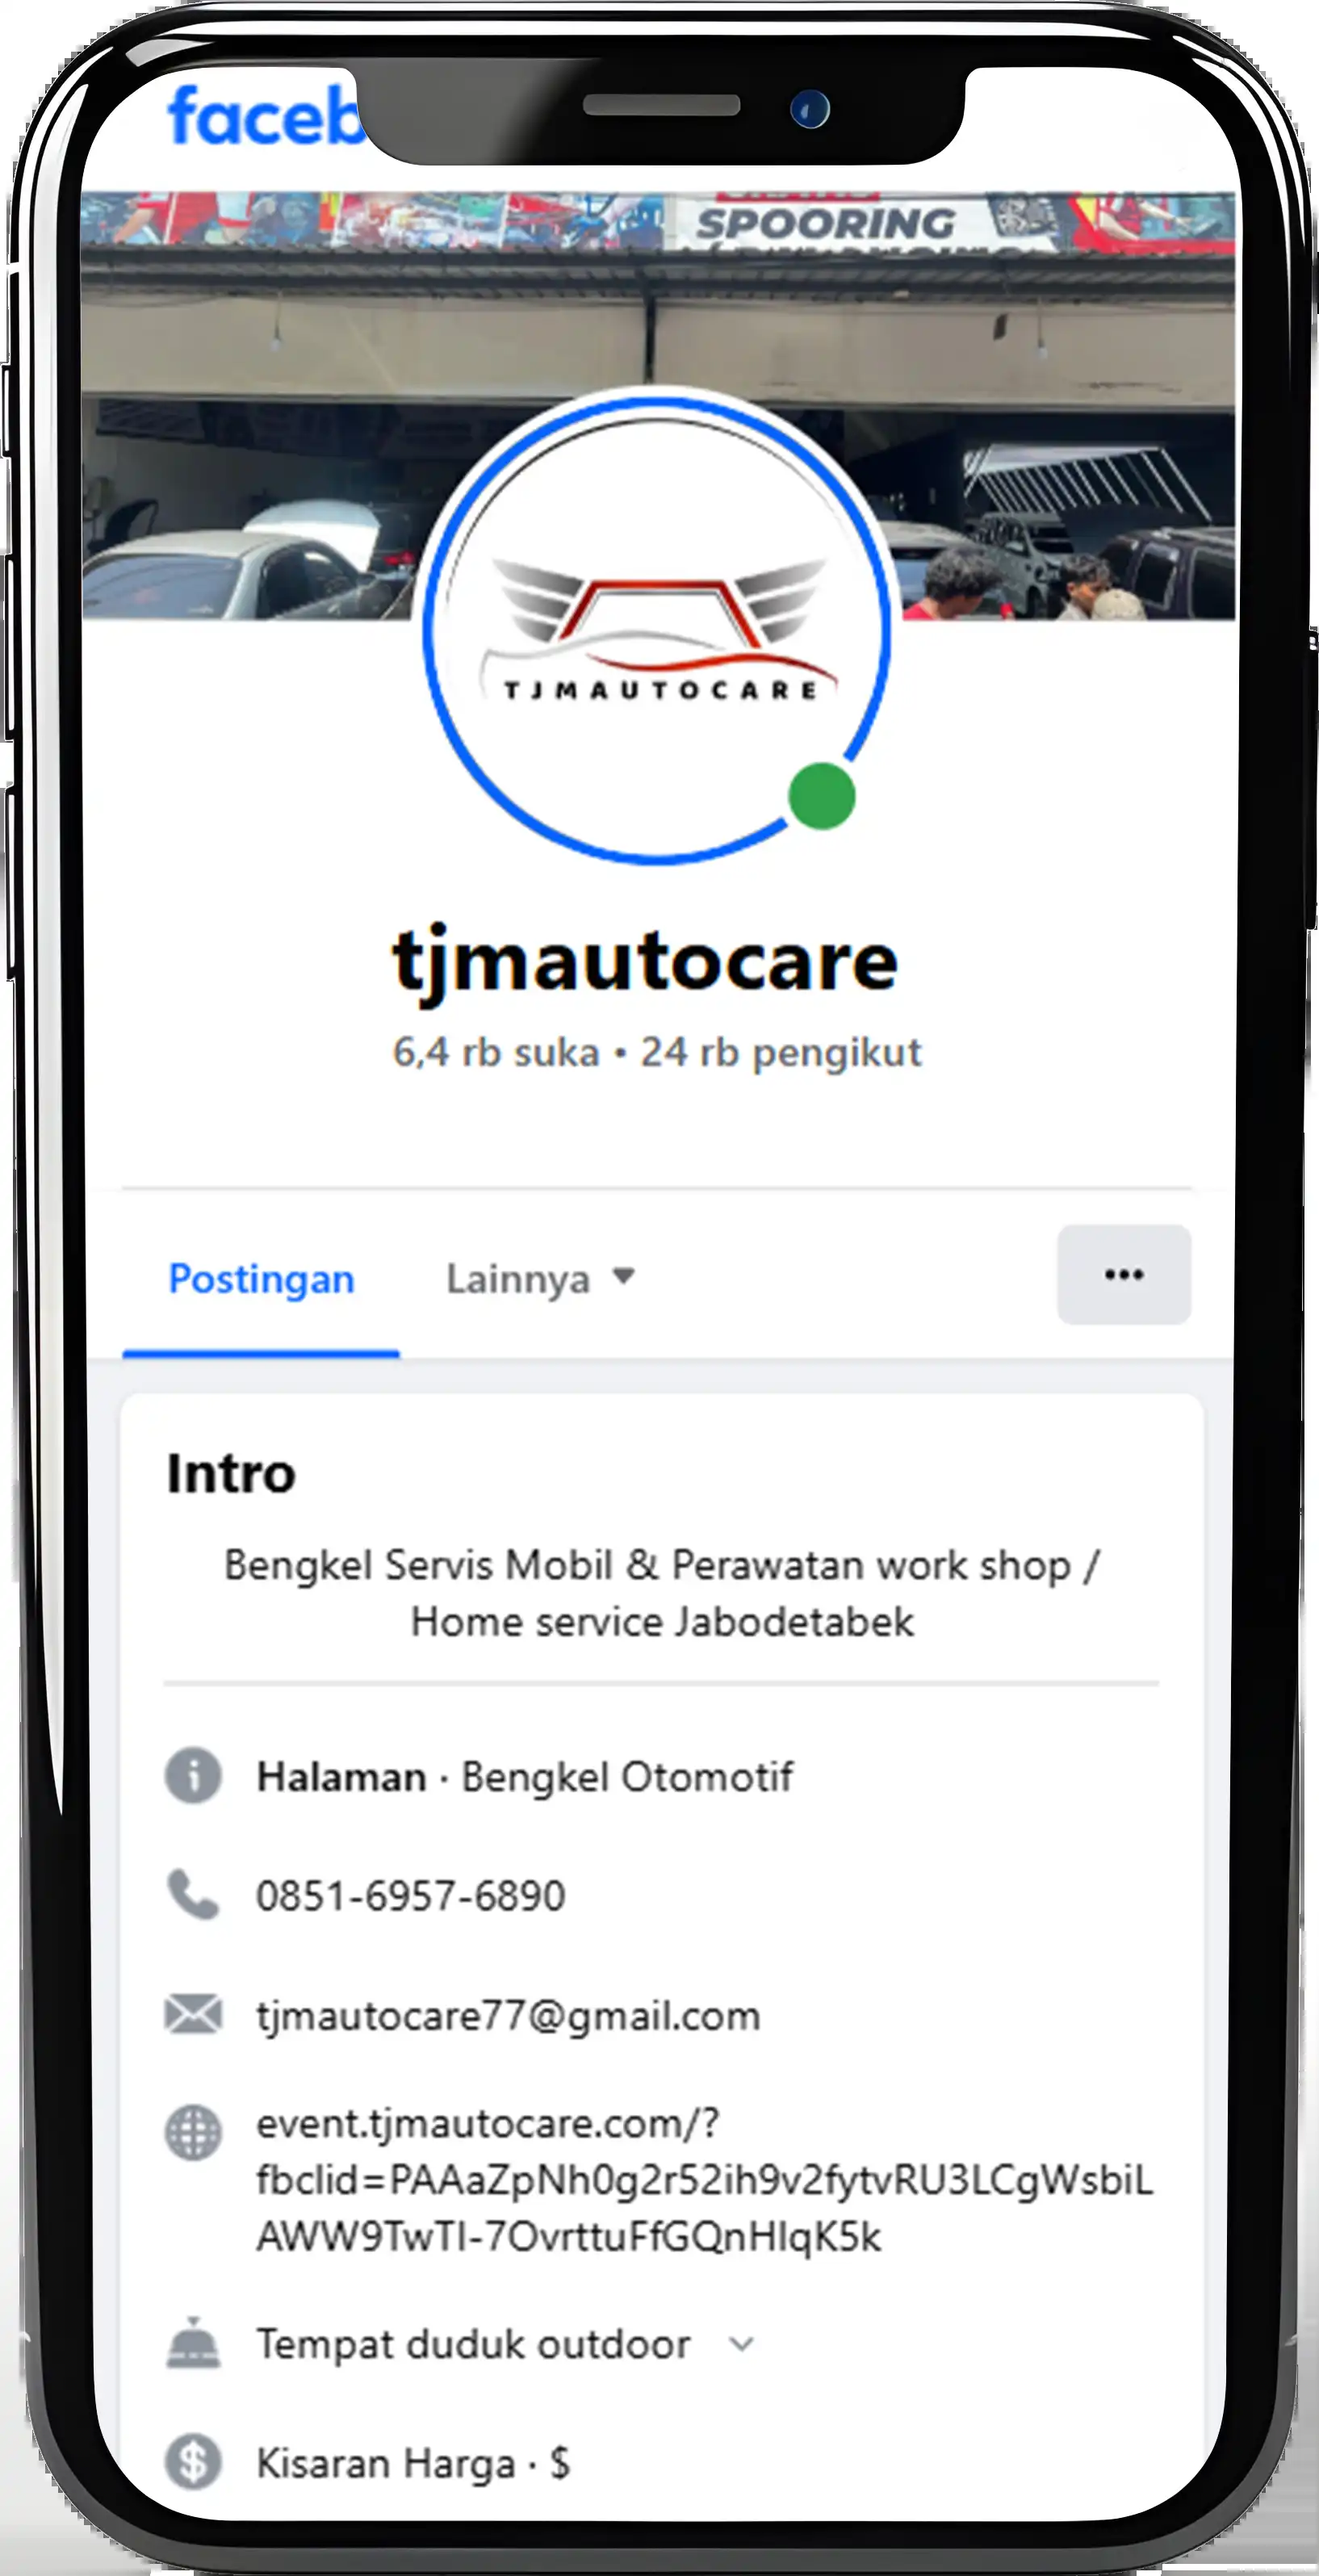 faceb
SPOORING
TJMAUTOCARE
tjmautocare
6,4 rb suka • 24 rb pengikut
Postingan Lainnya
Intro
Bengkel Servis Mobil & Perawatan work shop /
Home service Jabodetabek
Halaman · Bengkel Otomotif
0851-6957-6890
tjmautocare77@gmail.com
event.tjmautocare.com/?
fbclid=PAAaZpNh0g2r52ih9v2fytvRU3LCgWsbiL
AWW9TwTI-7OvrttuFfGQnHlqK5k
Tempat duduk outdoor
Kisaran Harga · $